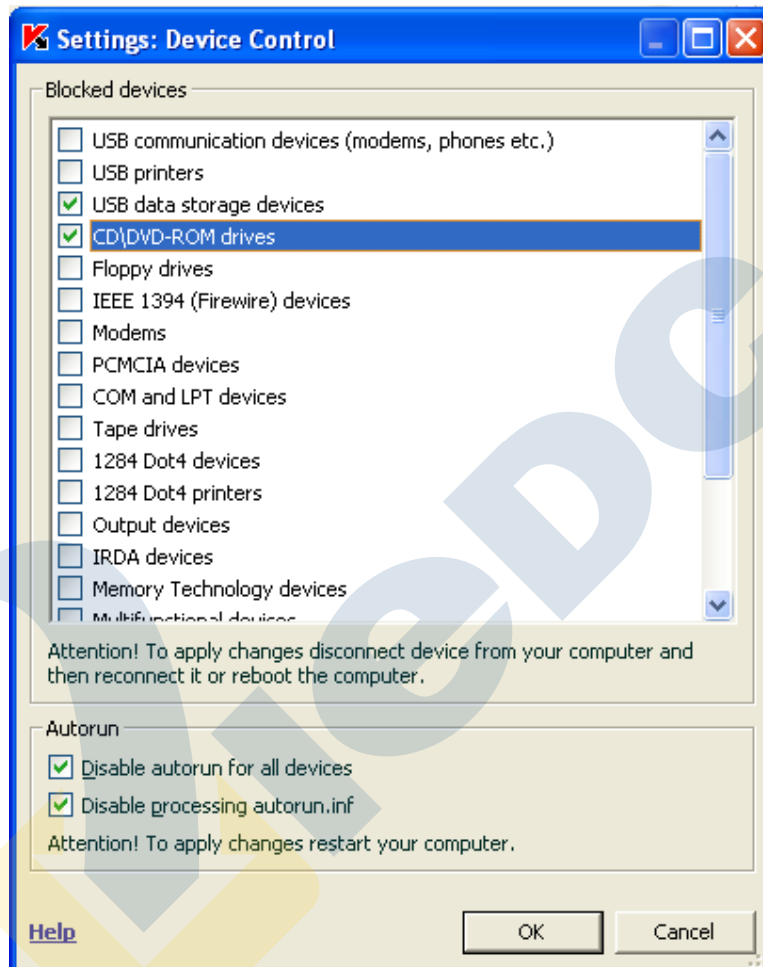 Settings: Device Control
Blocked devices
USB communication devices (modems, phones etc.)
USB printers
USB data storage devices
CD\DVD-ROM drives
Floppy drives
IEEE 1394 (Firewire) devices
Modems
PCMCIA devices
COM and LPT devices
Tape drives
1284 Dot4 devices
1284 Dot4 printers
Output devices
IRDA devices
Memory Technology devices
Multifunctional devices
Attention! To apply changes disconnect device from your computer and
then reconnect it or reboot the computer.
Autorun
Disable autorun for all devices
Disable processing autorun.inf
Attention! To apply changes restart your computer.
Help
OK
Cancel